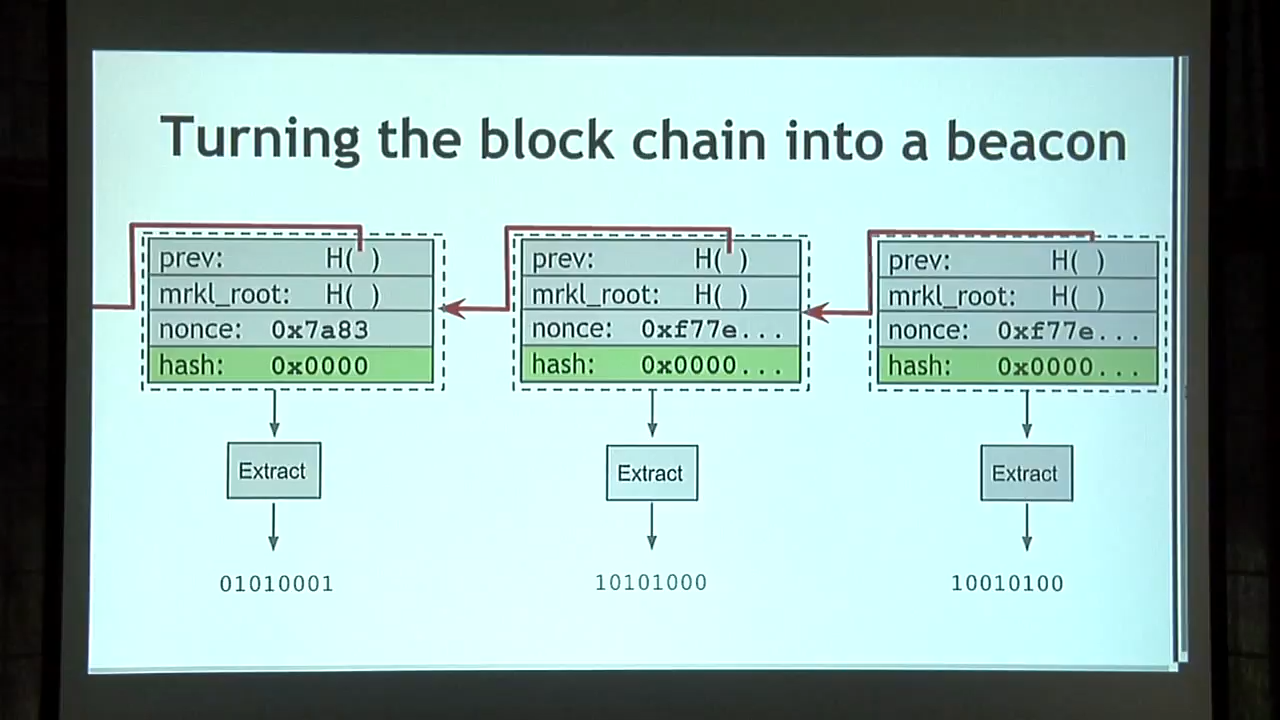 Turning the block chain into a beacon
prev: H( )
mrkl_root: H( )
nonce: 0x7a83
hash: 0x0000
Extract
01010001
prev: H( )
mrkl_root: H( )
nonce: 0xf77e...
hash: 0x0000...
Extract
10101000
prev: H( )
mrkl_root: H( )
nonce: 0xf77e...
hash: 0x0000...
Extract
10010100